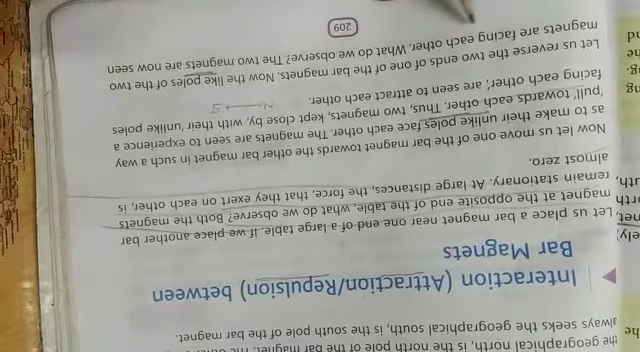 the geographical north, is the north pole of the bar magnet. The other
always seeks the geographical south, is the south pole of the bar magnet.
Interaction (Attraction/Repulsion) between
Bar Magnets
Let us place a bar magnet near one end of a large table. If we place another bar
magnet at the opposite end of the table, what do we observe? Both the magnets
remain stationary. At large distances, the force, that they exert on each other, is
almost zero.
Now let us move one of the bar magnet towards the other bar magnet in such a way
as to make their unlike poles face each other. The magnets are seen to experience a
'pull' towards each other. Thus, two magnets, kept close by, with their 'unlike poles
facing each other', are seen to attract each other.
Let us reverse the two ends of one of the bar magnets. Now the like poles of the two
magnets are facing each other. What do we observe? The two magnets are now seen
209